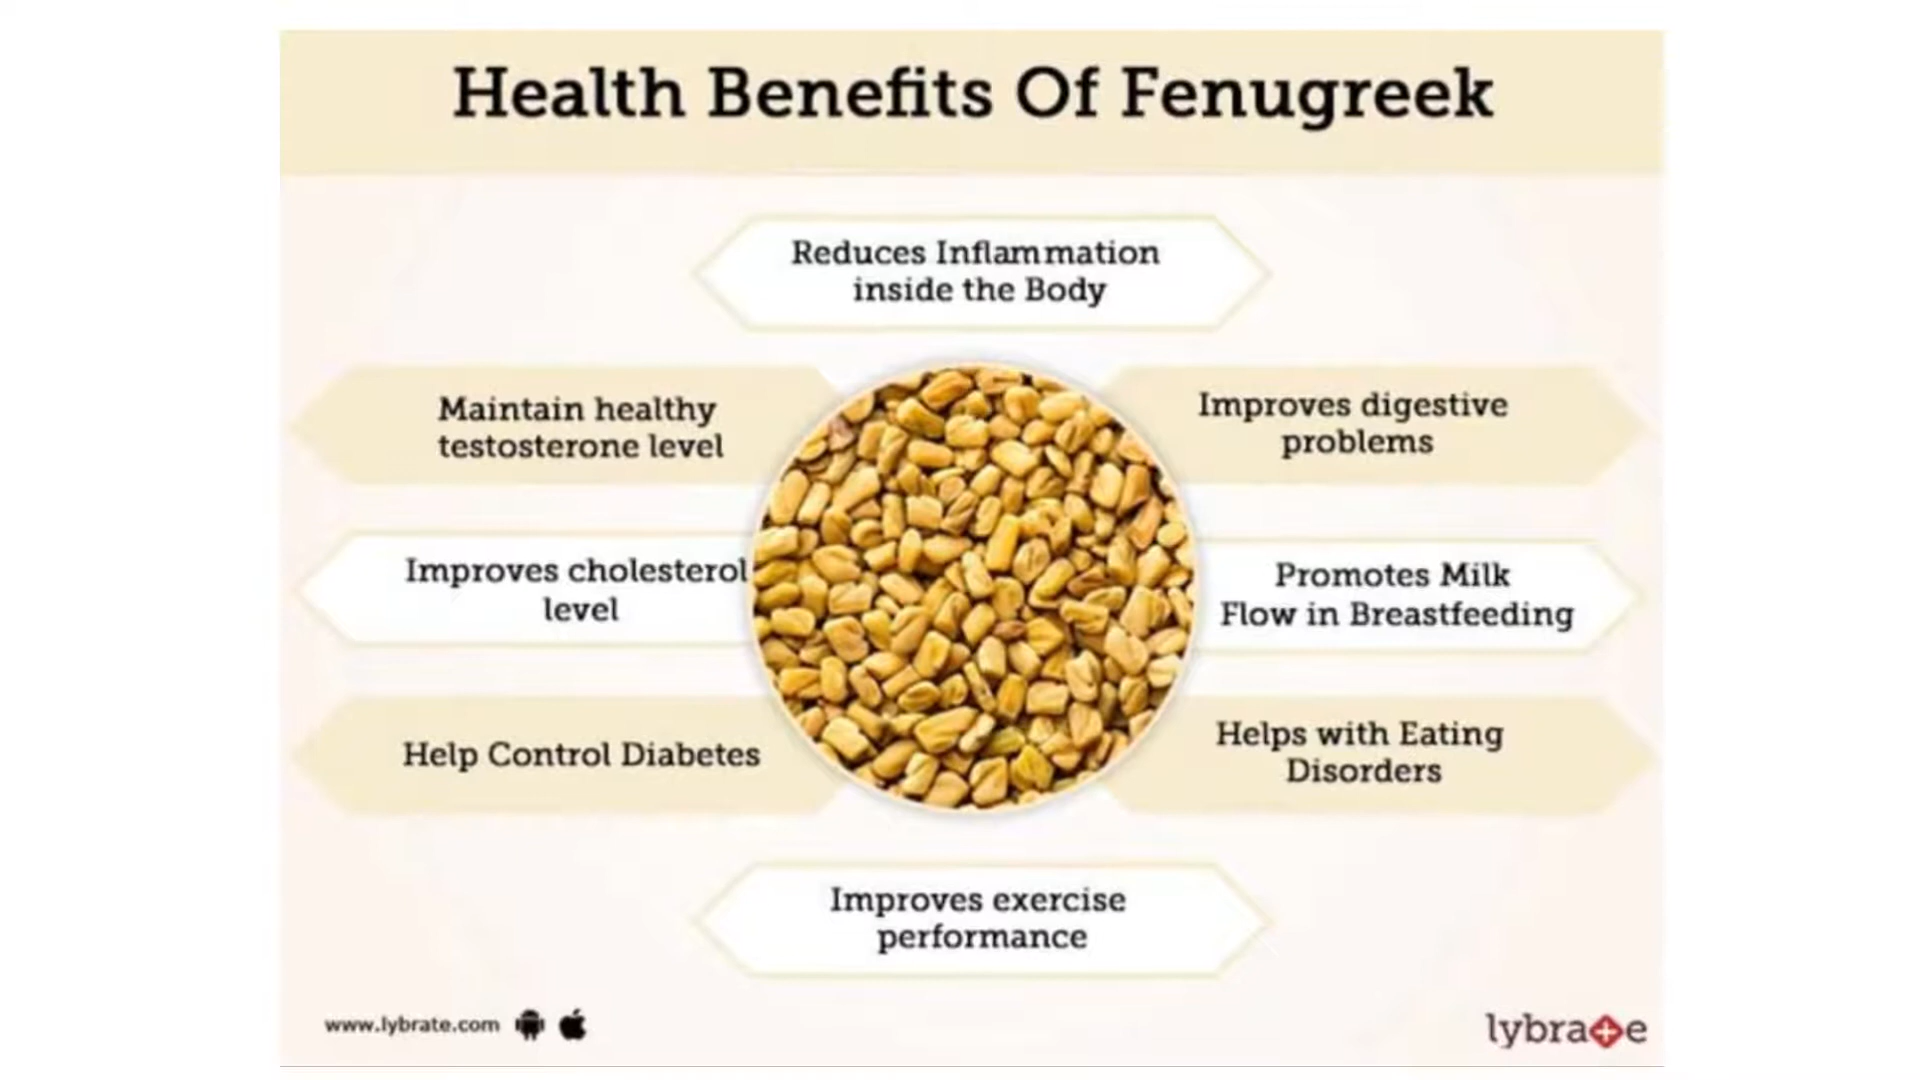 Health Benefits Of Fenugreek
Reduces Inflammation
inside the Body
Maintain healthy
testosterone level
Improves digestive
problems
Improves cholesterol
level
Promotes Milk
Flow in Breastfeeding
Help Control Diabetes
Helps with Eating
Disorders
Improves exercise
performance
www.lybrate.com
lybrate